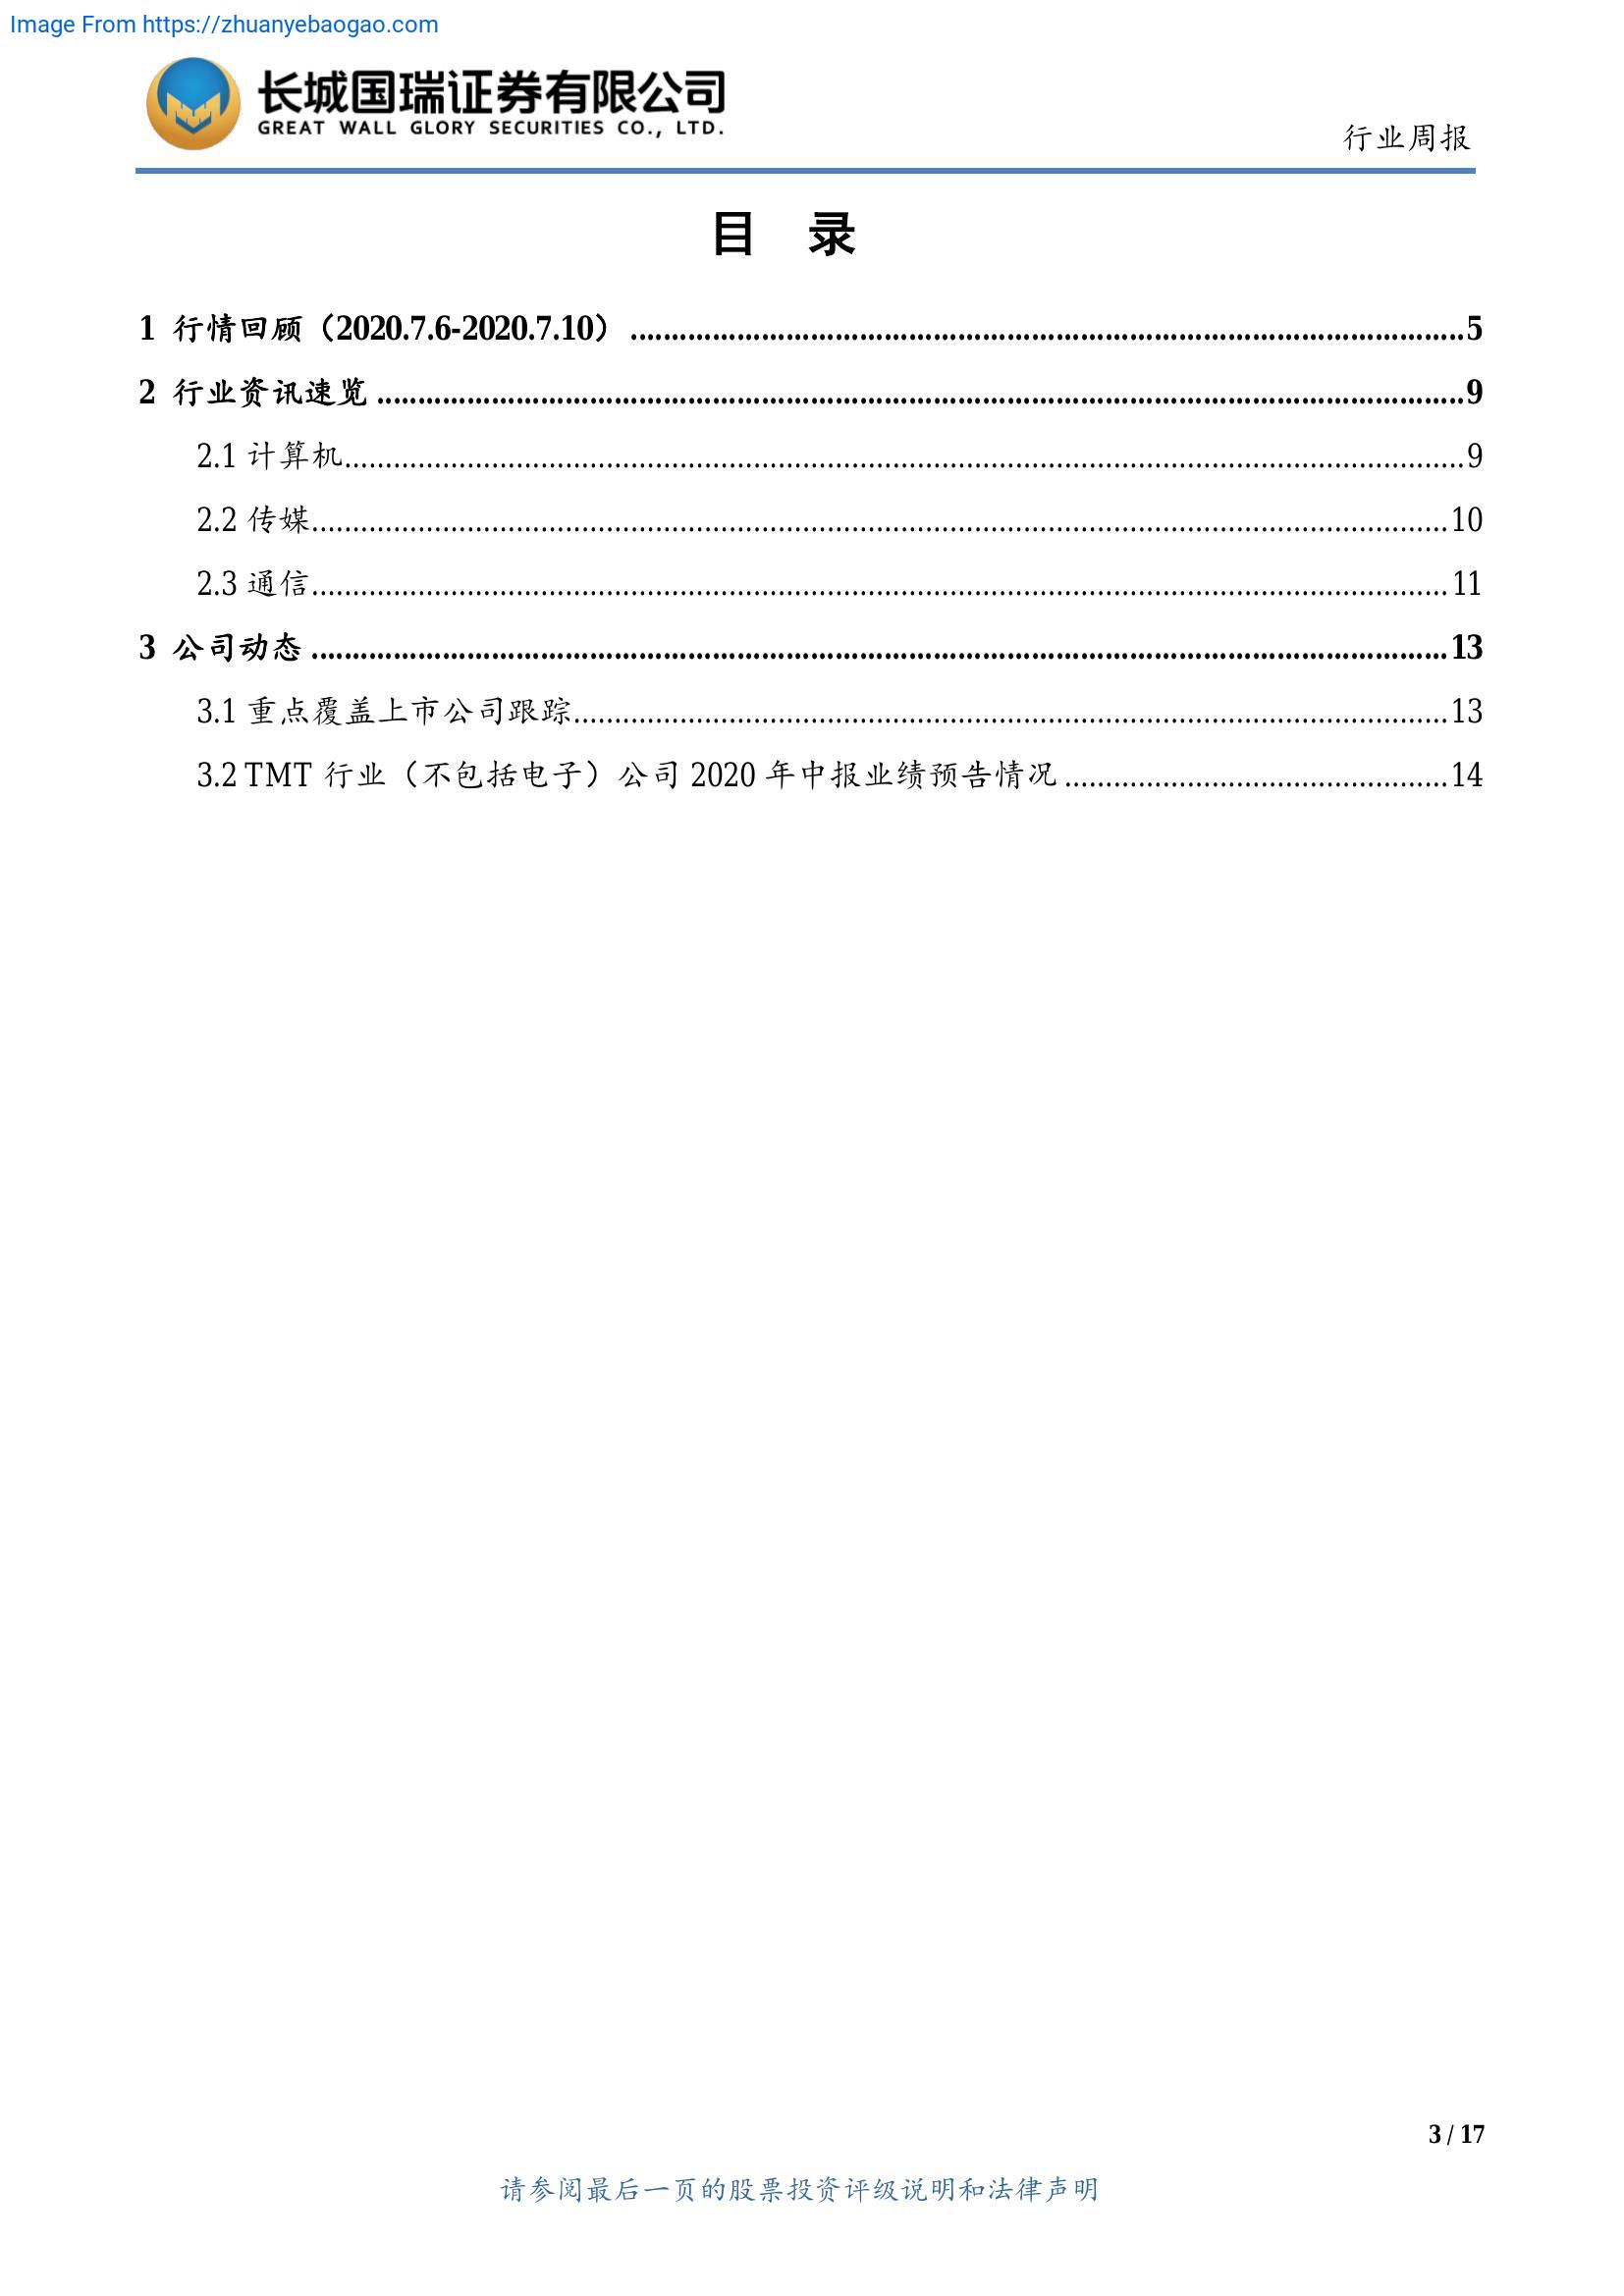 Image From https://zhuanyebaogao.com
长城国瑞证券有限公司
GREAT WALL GLORY SECURITIES CO., LTD.
行业周报
目 录
1 行情回顾（2020.7.6-2020.7.10）........................................5
2 行业资讯速览........................................9
2.1 计算机........................................9
2.2 传媒........................................10
2.3 通信........................................11
3 公司动态........................................13
3.1 重点覆盖上市公司跟踪........................................13
3.2 TMT 行业（不包括电子）公司 2020 年中报业绩预告情况........................................14
3 / 17
请参阅最后一页的股票投资评级说明和法律声明